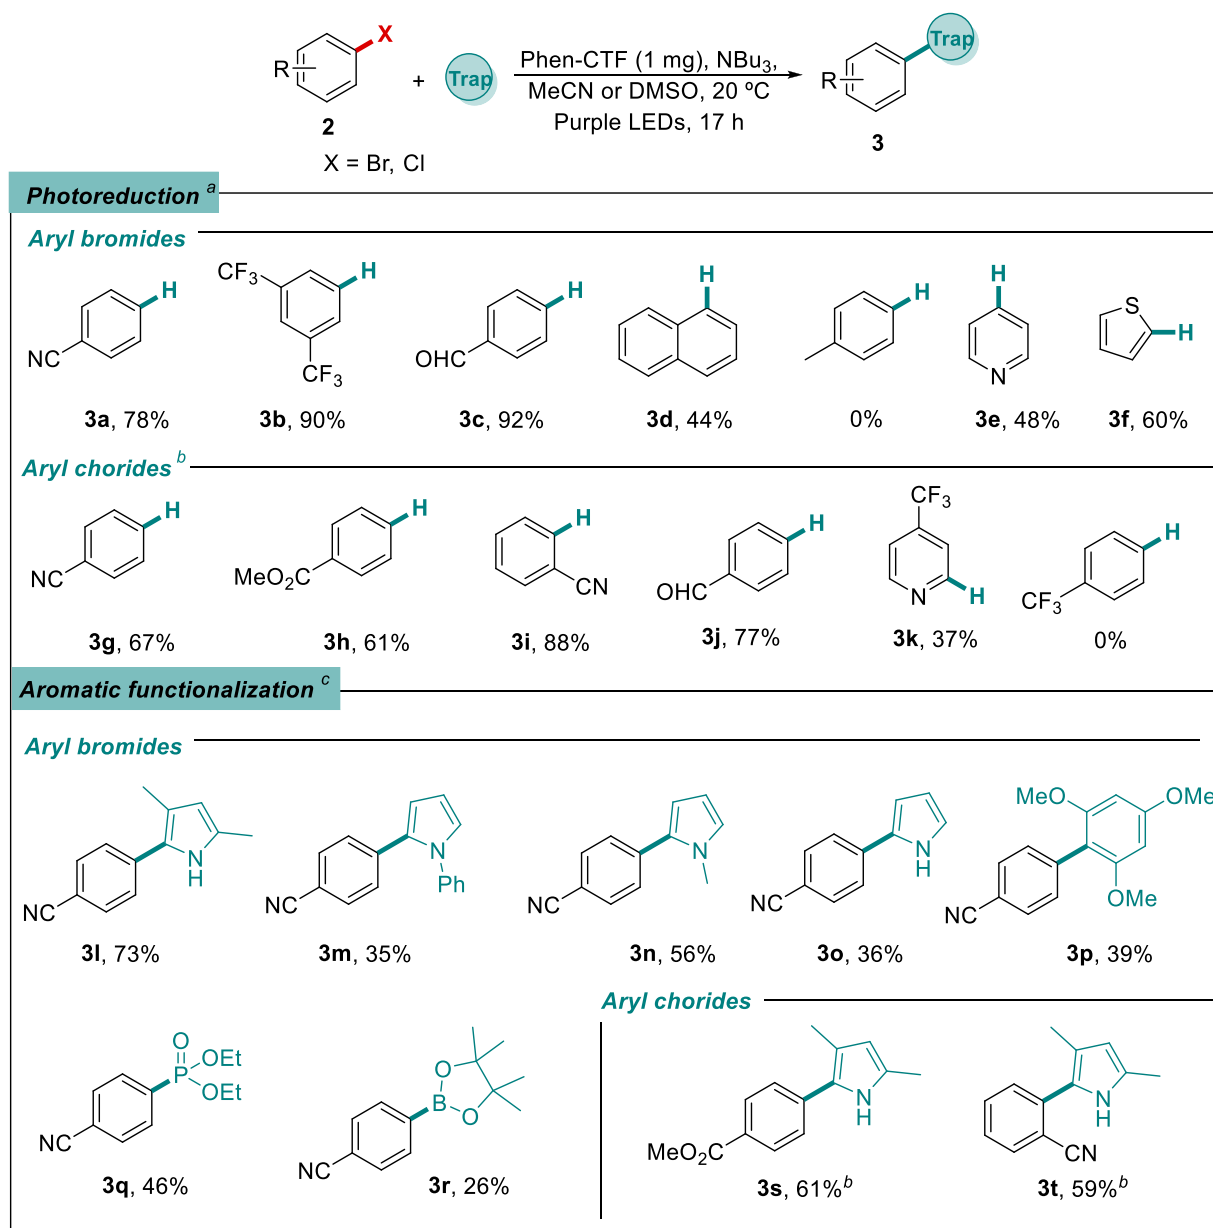 X
R
+
Trap
Phen-CTF (1 mg), NBu3,
MeCN or DMSO, 20 ºC
Purple LEDs, 17 h
R
Trap
2
3
X = Br, Cl
Photoreduction a
Aryl bromides
NC
H
CF3
CF3
H
OHC
H
H
H
H
N
S
H
3a, 78%
3b, 90%
3c, 92%
3d, 44%
0%
3e, 48%
3f, 60%
Aryl chorides b
NC
H
MeO2C
H
H
CN
OHC
H
CF3
N
H
CF3
H
3g, 67%
3h, 61%
3i, 88%
3j, 77%
3k, 37%
0%
Aromatic functionalization c
Aryl bromides
NC
N
H
NC
N
Ph
NC
N
NC
N
H
NC
MeO
OMe
OMe
3l, 73%
3m, 35%
3n, 56%
3o, 36%
3p, 39%
NC
O
P
OEt
OEt
NC
O
B
O
3q, 46%
3r, 26%
Aryl chorides
MeO2C
N
H
N
H
CN
3s, 61%b
3t, 59%b